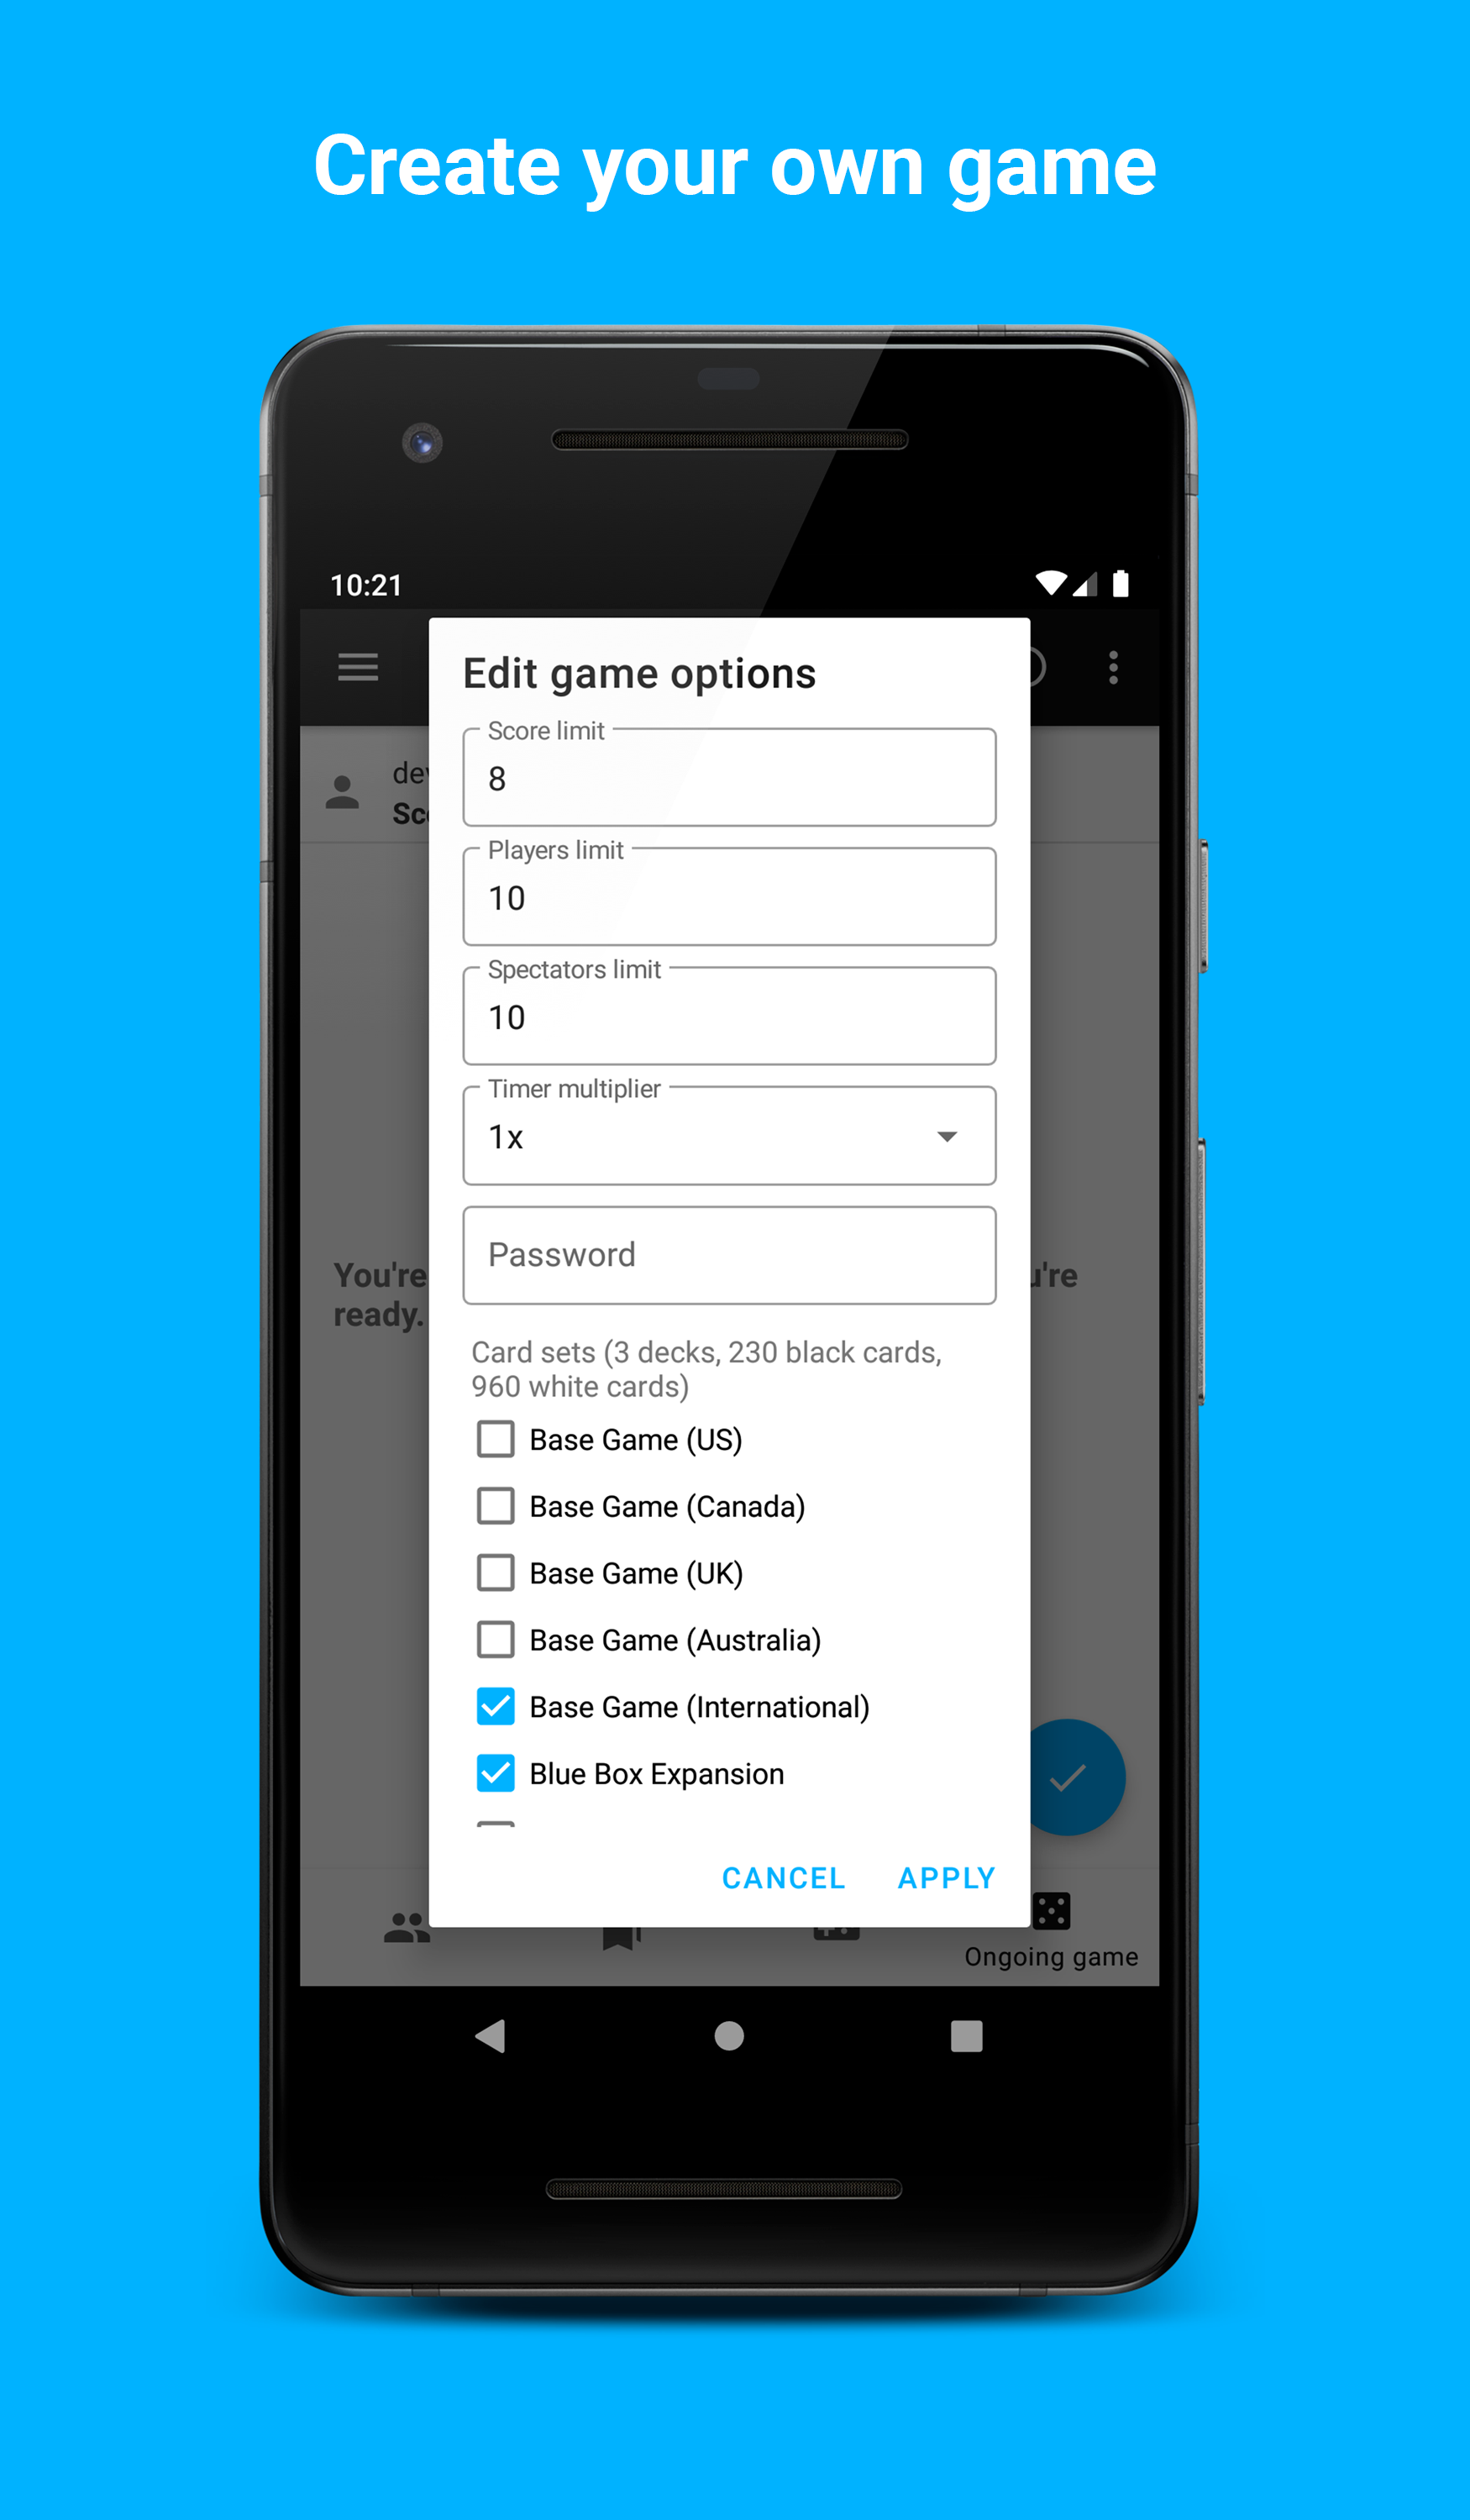 Create your own game
10:21
Edit game options
Score limit
8
Players limit
10
Spectators limit
10
Timer multiplier
1x
Password
You're
ready.
Card sets (3 decks, 230 black cards,
960 white cards)
Base Game (US)
Base Game (Canada)
Base Game (UK)
Base Game (Australia)
Base Game (International)
Blue Box Expansion
CANCEL APPLY
Ongoing game